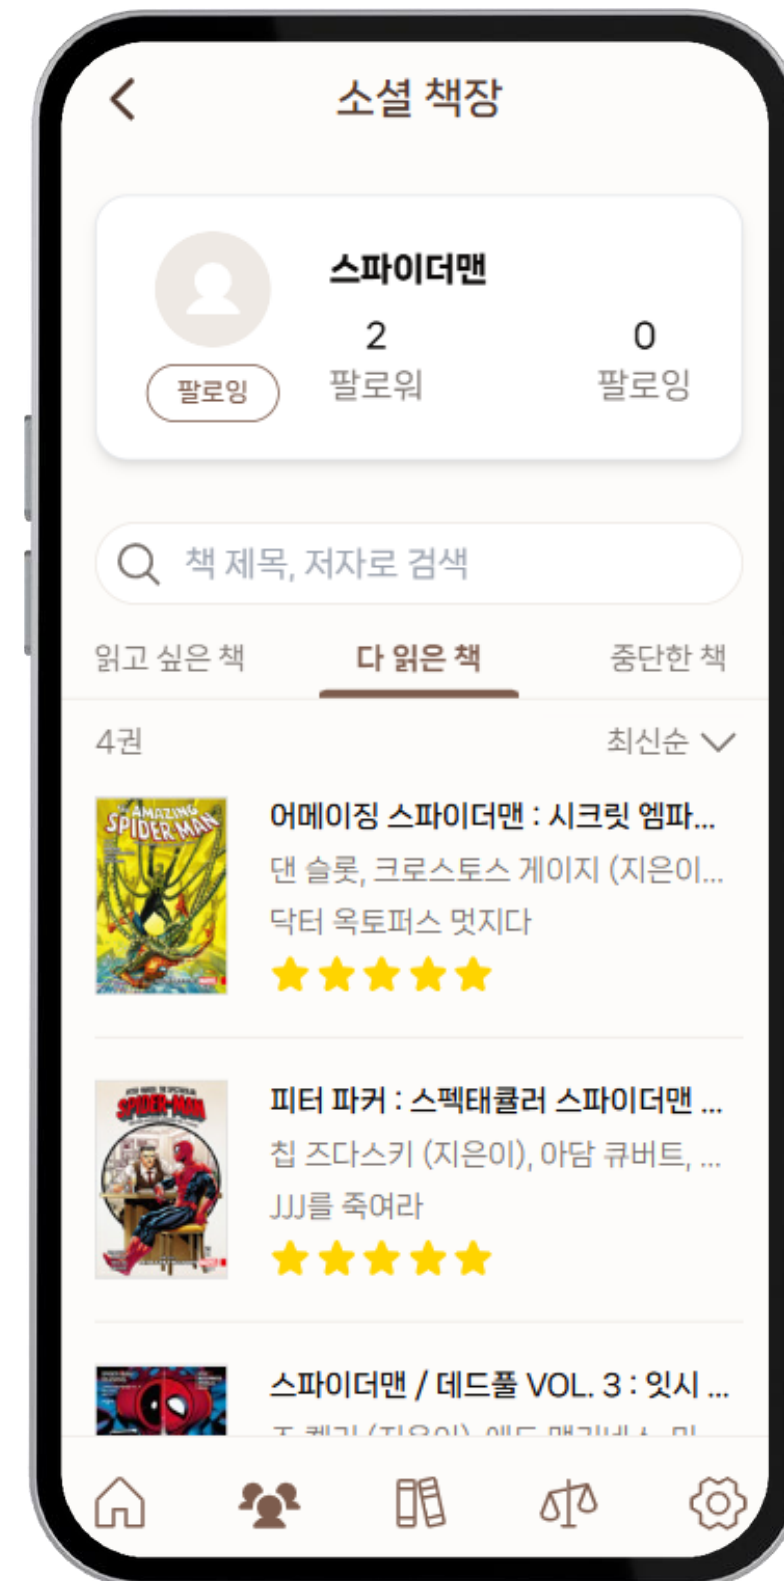 소셜 책장
스파이더맨
2
0
팔로워
팔로잉
팔로잉
책 제목, 저자로 검색
읽고 싶은 책
다 읽은 책
중단한 책
4권
최신순
AMAZING
SPIDER-MAN
어메이징 스파이더맨 : 시크릿 엠파...
댄 슬롯, 크로스토스 게이지 (지은이...
닥터 옥토퍼스 멋지다
SPIDER-MAN
피터 파커 : 스펙태큘러 스파이더맨 ...
칩 즈다스키 (지은이), 아담 큐버트, ...
JJJ를 죽여라
스파이더맨 / 데드풀 VOL. 3 : 잇시 ...